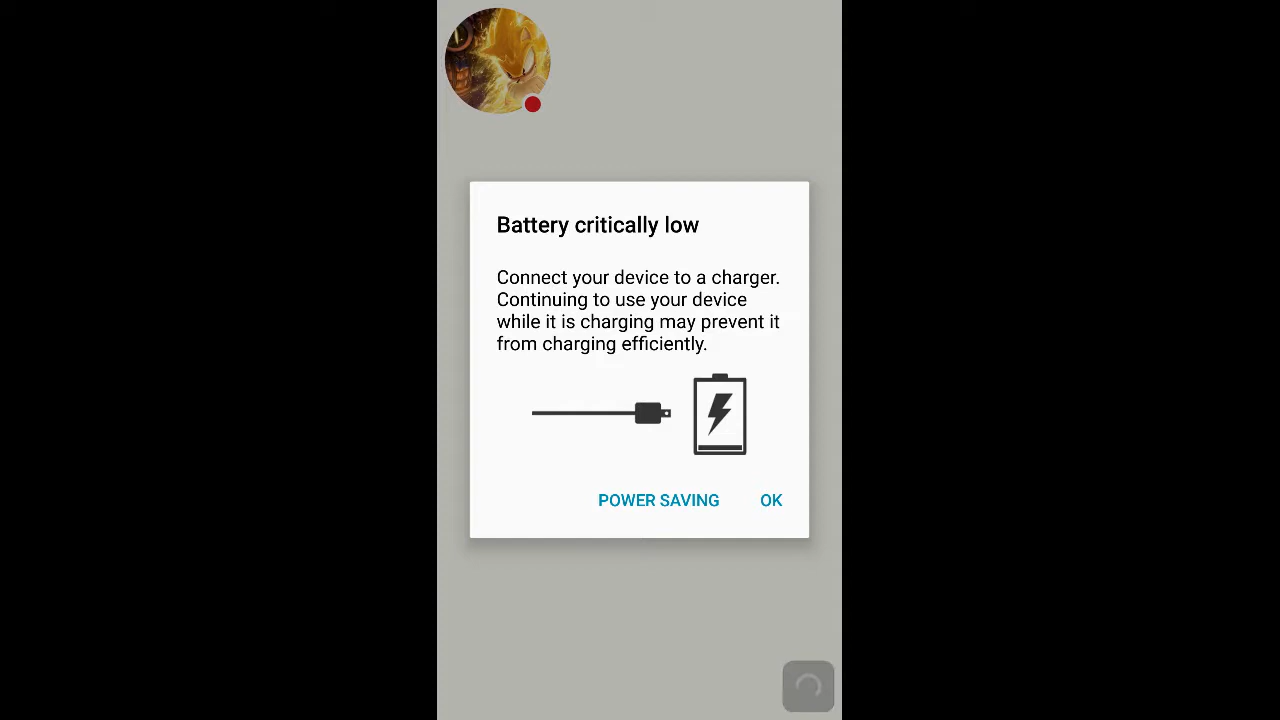 Battery critically low
Connect your device to a charger.
Continuing to use your device
while it is charging may prevent it
from charging efficiently.
POWER SAVING OK